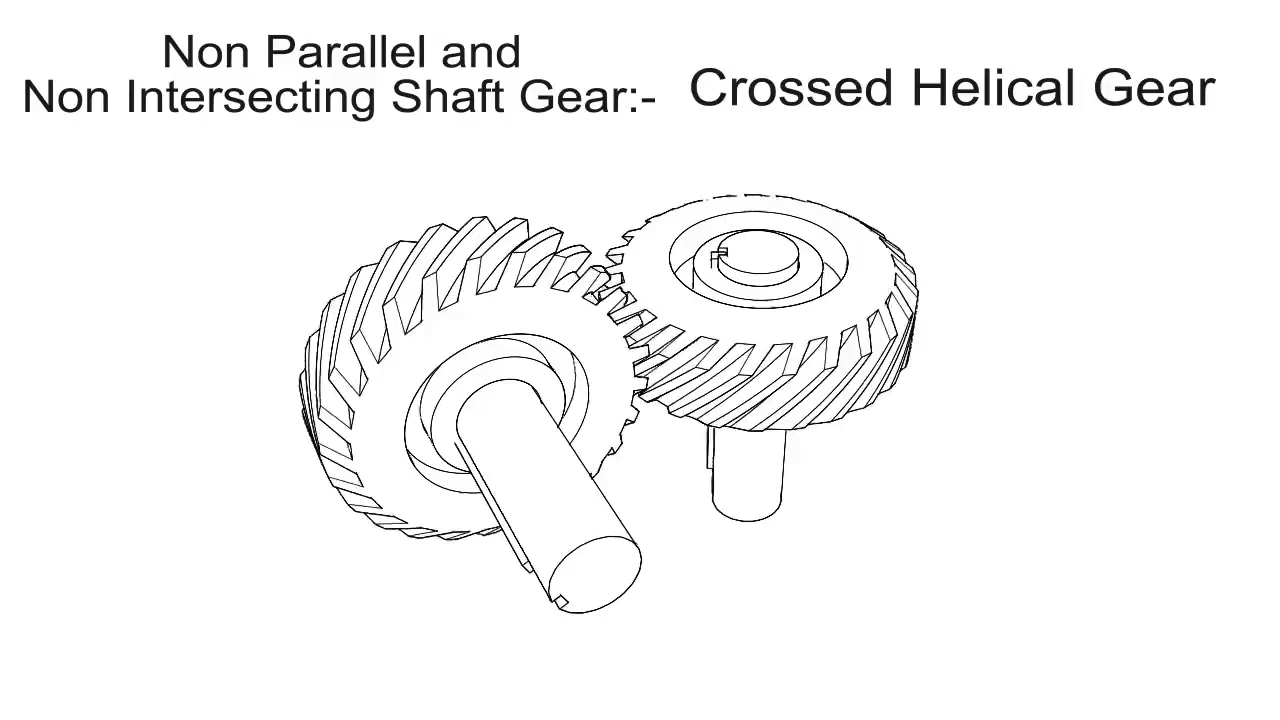 Non Parallel and
Non Intersecting Shaft Gear:-
Crossed Helical Gear